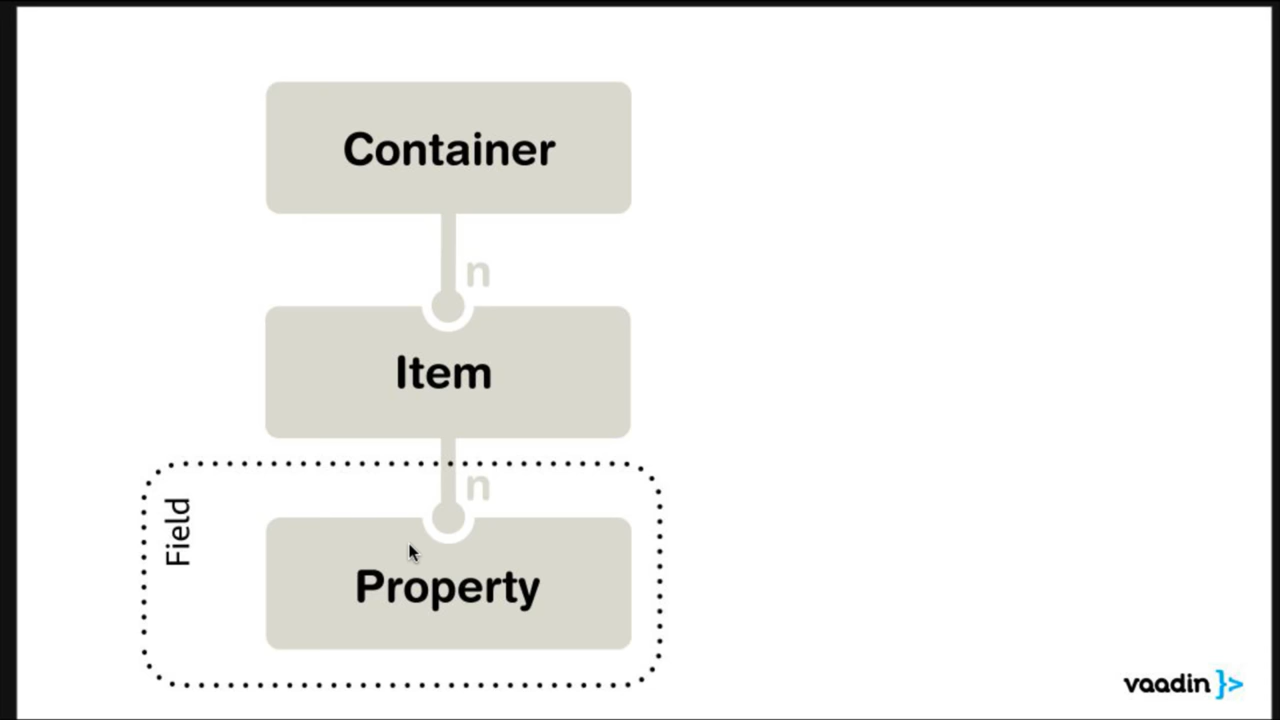 Container
n
Item
n
Field
Property
vaadin }>